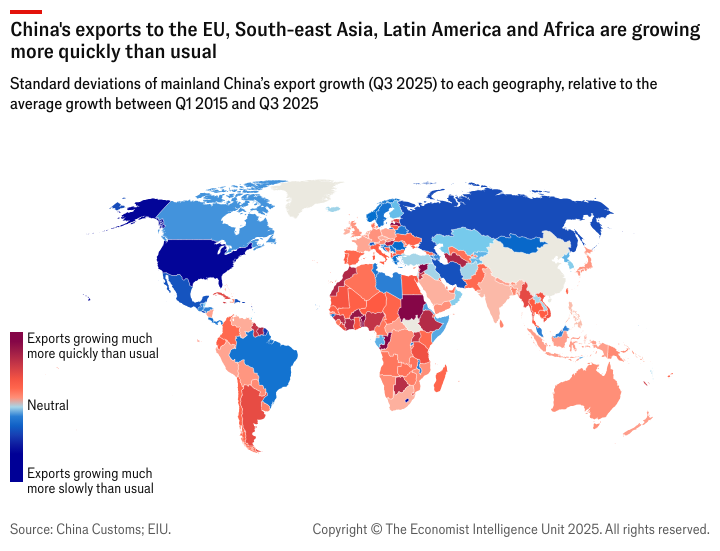 China's exports to the EU, South-east Asia, Latin America and Africa are growing
more quickly than usual
Standard deviations of mainland China's export growth (Q3 2025) to each geography, relative to the
average growth between Q1 2015 and Q3 2025
Exports growing much
more quickly than usual
Neutral
Exports growing much
more slowly than usual
Source: China Customs; EIU.
Copyright © The Economist Intelligence Unit 2025. All rights reserved.